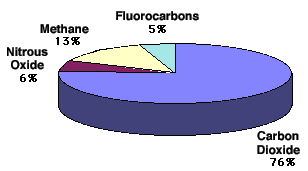 Fluorocarbons
5%
Methane
13%
Nitrous
Oxide
6%
Carbon
Dioxide
76%